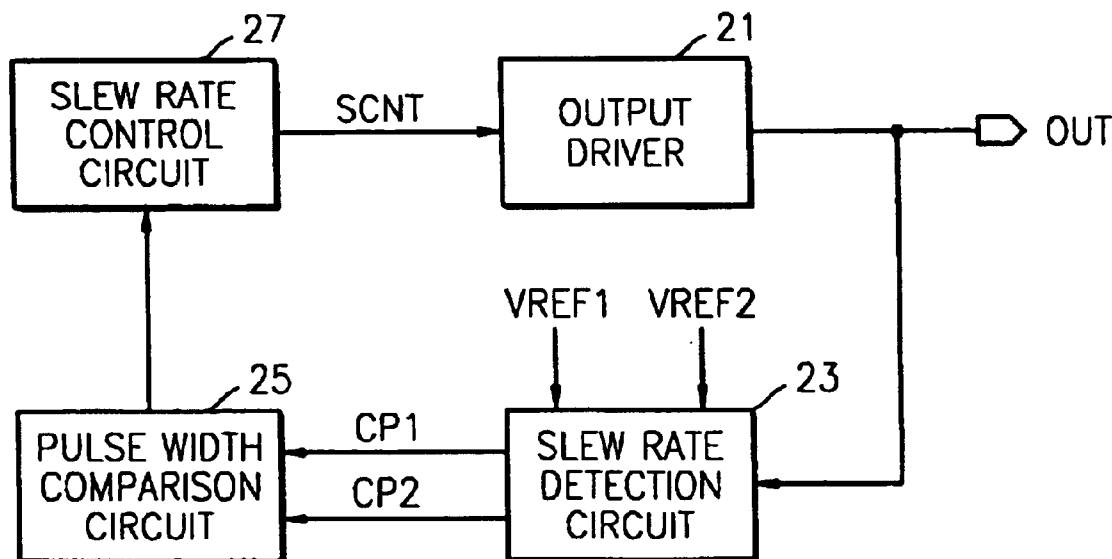 27
SLEW RATE
CONTROL
CIRCUIT
SCNT
21
OUTPUT
DRIVER
OUT
VREF1
VREF2
25
PULSE WIDTH
COMPARISON
CIRCUIT
CP1
CP2
23
SLEW RATE
DETECTION
CIRCUIT